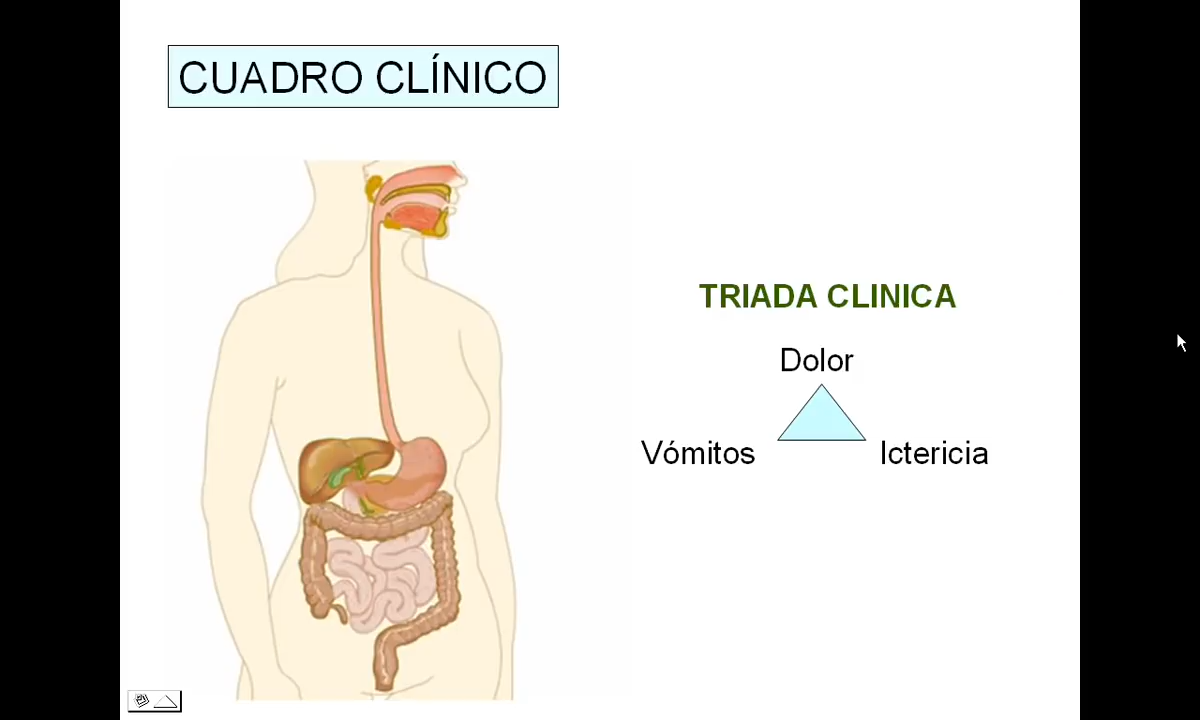 CUADRO CLÍNICO
TRIADA CLINICA
Dolor
Vómitos
Ictericia